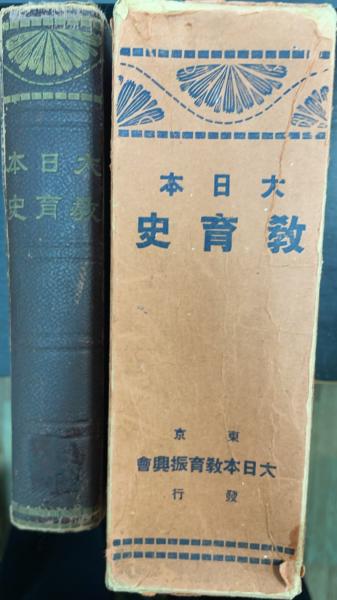 大日本
教育史
大日本
教育史
東京
大日本教育振興會
發行